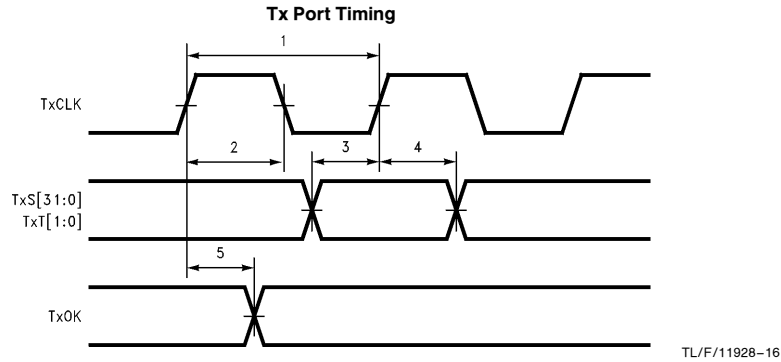 Tx Port Timing
1
TxCLK
2
3
4
TxS[31:0]
TxT[1:0]
5
TxOK
TL/F/11928–16